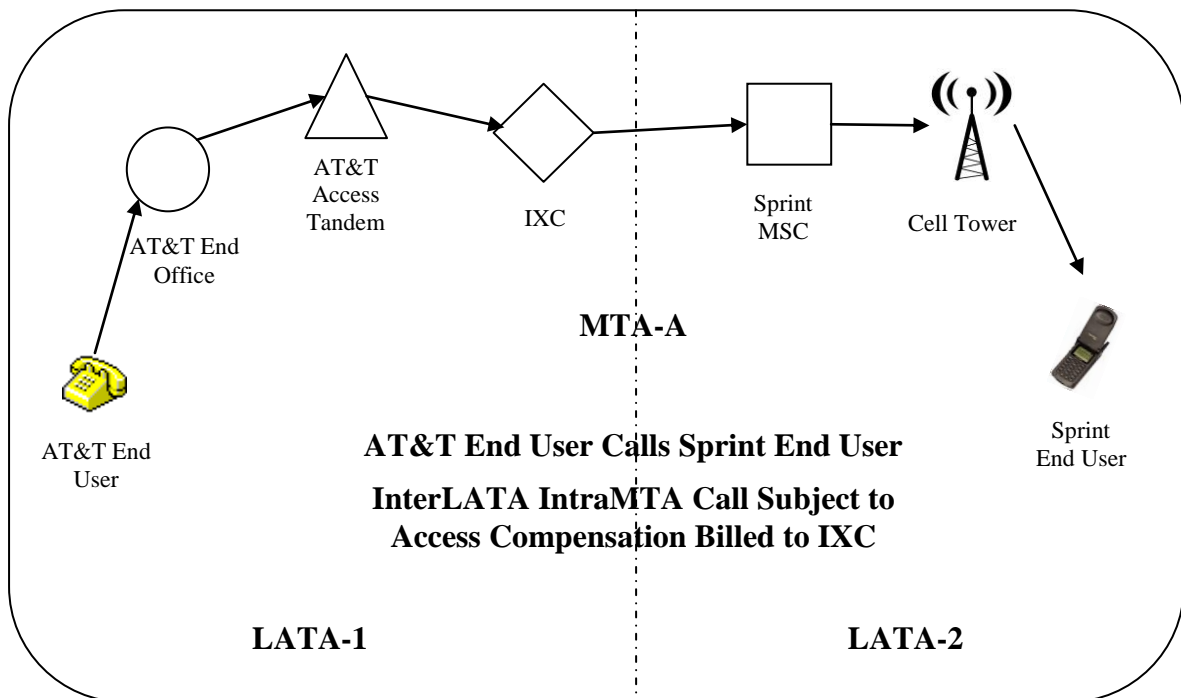 AT&T
Access
Tandem
IXC
Sprint
MSC
Cell Tower
AT&T End
Office
MTA-A
AT&T End
User
AT&T End User Calls Sprint End User
Sprint
End User
InterLATA IntraMTA Call Subject to
Access Compensation Billed to IXC
LATA-1
LATA-2